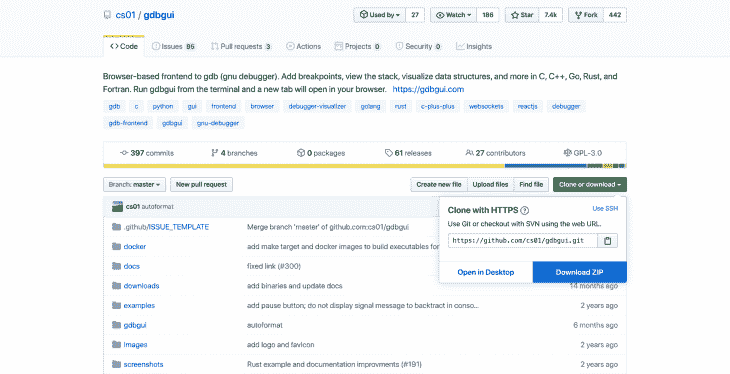 cs01 / gdbgui
Used by 27 Watch 186 Star 7.4k Fork 442
Code Issues 85 Pull requests 3 Actions Projects 0 Security 0 Insights
Browser-based frontend to gdb (gnu debugger). Add breakpoints, view the stack, visualize data structures, and more in C, C++, Go, Rust, and
Fortran. Run gdbgui from the terminal and a new tab will open in your browser. https://gdbgui.com
gdb c python gui frontend browser debugger-visualizer golang rust c-plus-plus websockets reactjs debugger
gdb-frontend gdbgui gnu-debugger
397 commits 4 branches 0 packages 61 releases 27 contributors GPL-3.0
Branch: master New pull request Create new file Upload files Find file Clone or download
cs01 autoformat
Clone with HTTPS Use SSH
Use Git or checkout with SVN using the web URL.
https://github.com/cs01/gdbgui.git
Open in Desktop Download ZIP
.github/ISSUE_TEMPLATE Merge branch 'master' of github.com:cs01/gdbgui
docker add make target and docker images to build executables for
docs fixed link (#300)
downloads add binaries and update docs 14 months ago
examples add pause button; do not display signal message to backtract in conso... 2 years ago
gdbgui autoformat 6 months ago
images add logo and favicon 2 years ago
screenshots Rust example and documentation improvments (#191) 2 years ago